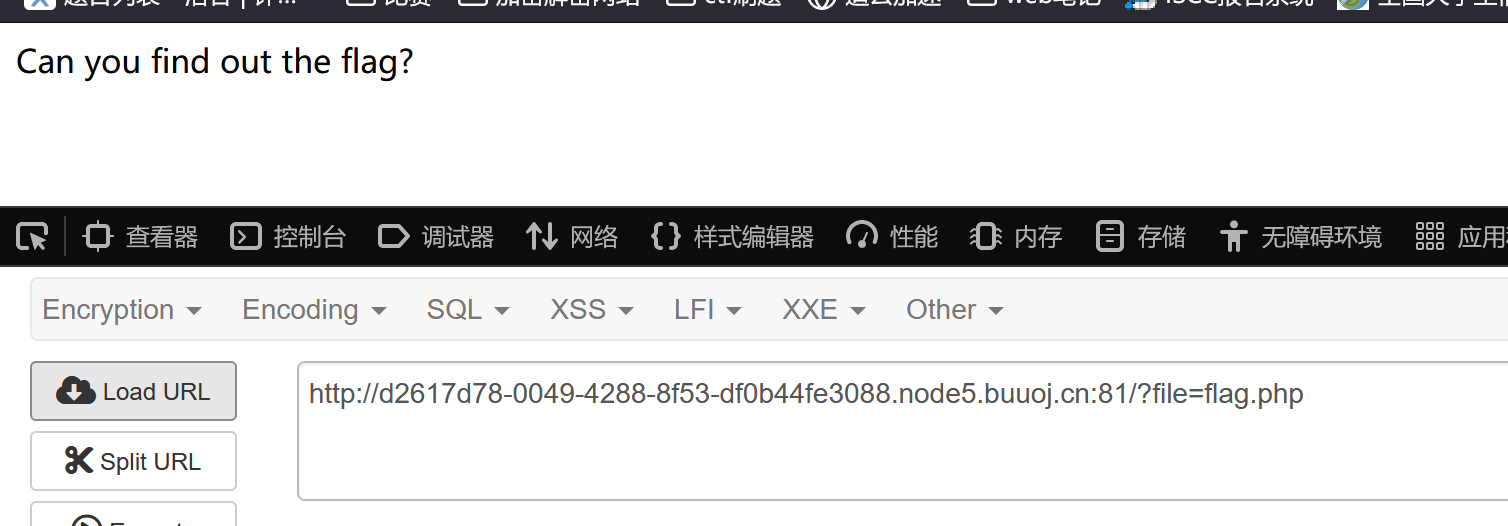 Can you find out the flag?
查看器 控制台 调试器 网络 样式编辑器 性能 内存 存储 无障碍环境 应用
Encryption Encoding SQL XSS LFI XXE Other
Load URL
http://d2617d78-0049-4288-8f53-df0b44fe3088.node5.buuoj.cn:81/?file=flag.php
Split URL